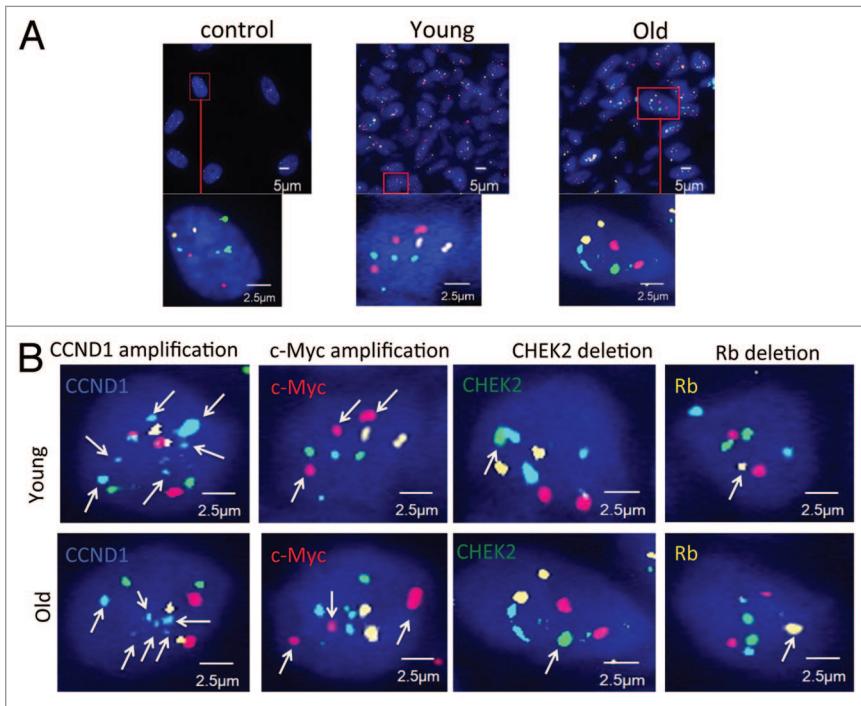 A
control Young Old
5µm 5µm 5µm
2.5µm 2.5µm 2.5µm
B
CCND1 amplification c-Myc amplification CHEK2 deletion Rb deletion
Young
CCND1 c-Myc CHEK2 Rb
2.5µm 2.5µm 2.5µm 2.5µm
Old
CCND1 c-Myc CHEK2 Rb
2.5µm 2.5µm 2.5µm 2.5µm